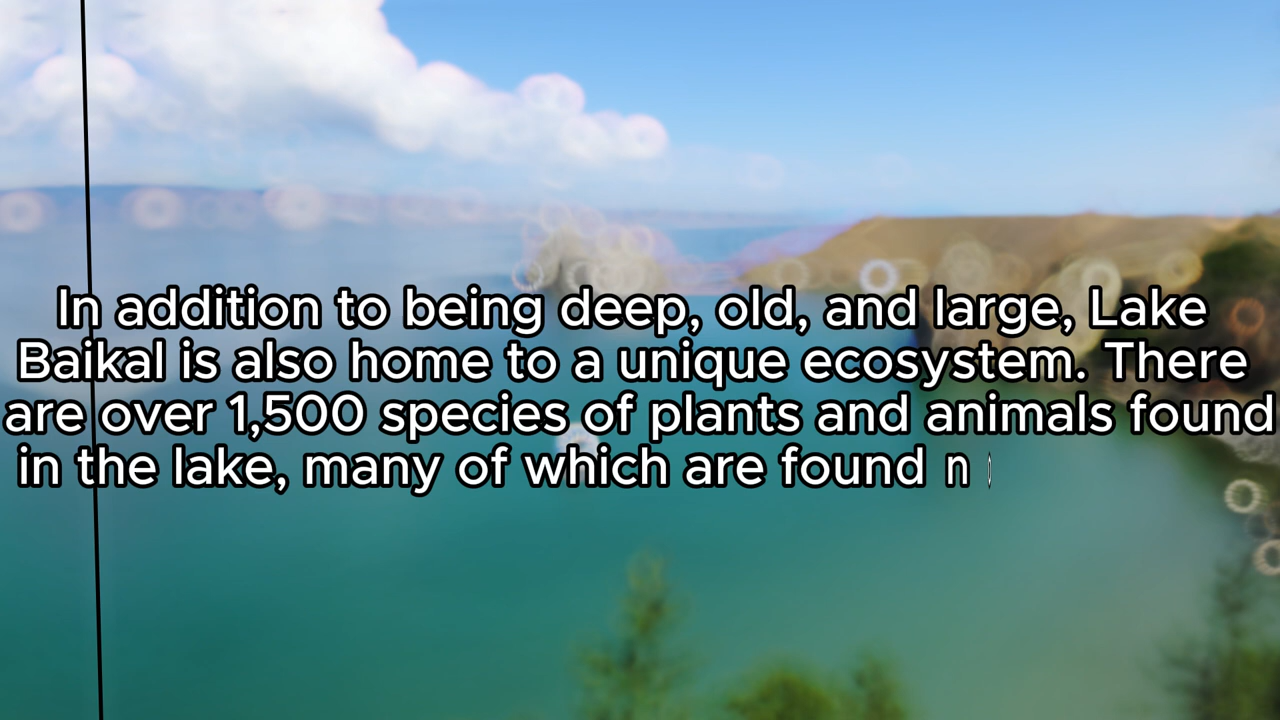 In addition to being deep, old, and large, Lake
Baikal is also home to a unique ecosystem. There
are over 1,500 species of plants and animals found
in the lake, many of which are found n